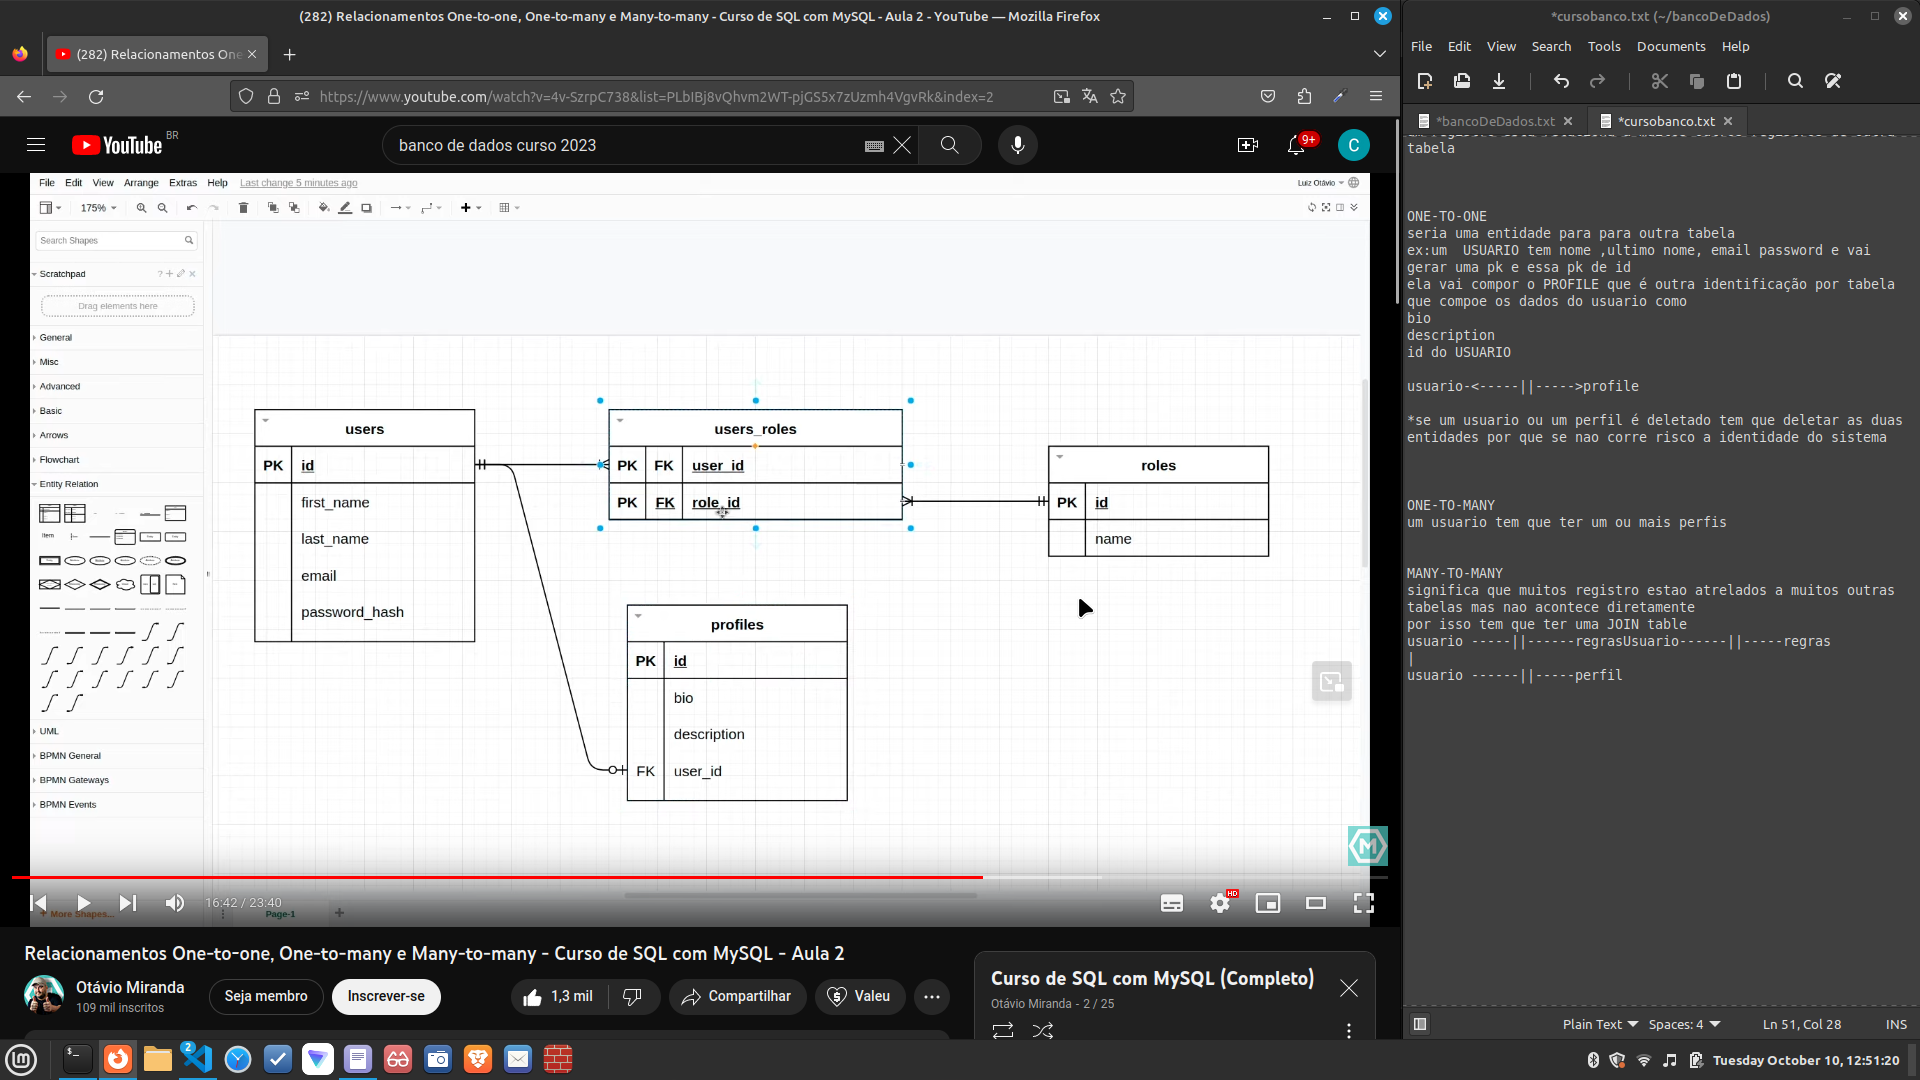 (282) Relacionamentos One-to-one, One-to-many e Many-to-many - Curso de SQL com MySQL - Aula 2 - YouTube — Mozilla Firefox
(282) Relacionamentos One
https://www.youtube.com/watch?v=4v-SzrpC738&list=PLbIBj8vQhvm2WT-pjGS5x7zUzmh4VgvRk&index=2
YouTube BR
banco de dados curso 2023
9+
C
File Edit View Arrange Extras Help Last change 5 minutes ago
Luiz Otávio
175%
Search Shapes
Scratchpad
Drag elements here
General
Misc
Advanced
Basic
Arrows
Flowchart
Entity Relation
UML
BPMN General
BPMN Gateways
BPMN Events
+ More Shapes...
Page-1
users
PK id
first_name
last_name
email
password_hash
users_roles
PK FK user_id
PK FK role_id
roles
PK id
name
profiles
PK id
bio
description
FK user_id
M
16:42 / 23:40
HD
Relacionamentos One-to-one, One-to-many e Many-to-many - Curso de SQL com MySQL - Aula 2
Otávio Miranda
109 mil inscritos
Seja membro
Inscrever-se
1,3 mil
Compartilhar
Valeu
Curso de SQL com MySQL (Completo)
Otávio Miranda - 2 / 25
*cursobanco.txt (~/bancoDeDados)
File Edit View Search Tools Documents Help
*bancoDeDados.txt
*cursobanco.txt
tabela
ONE-TO-ONE
seria uma entidade para para outra tabela
ex:um  USUARIO tem nome ,ultimo nome, email password e vai
gerar uma pk e essa pk de id
ela vai compor o PROFILE que é outra identificação por tabela
que compoe os dados do usuario como
bio
description
id do USUARIO
usuario-<-----||----->profile
*se um usuario ou um perfil é deletado tem que deletar as duas
entidades por que se nao corre risco a identidade do sistema
ONE-TO-MANY
um usuario tem que ter um ou mais perfis
MANY-TO-MANY
significa que muitos registro estao atrelados a muitos outras
tabelas mas nao acontece diretamente
por isso tem que ter uma JOIN table
usuario -----||------regrasUsuario------||-----regras
|
usuario ------||-----perfil
Plain Text Spaces: 4 Ln 51, Col 28 INS
2
Tuesday October 10, 12:51:20